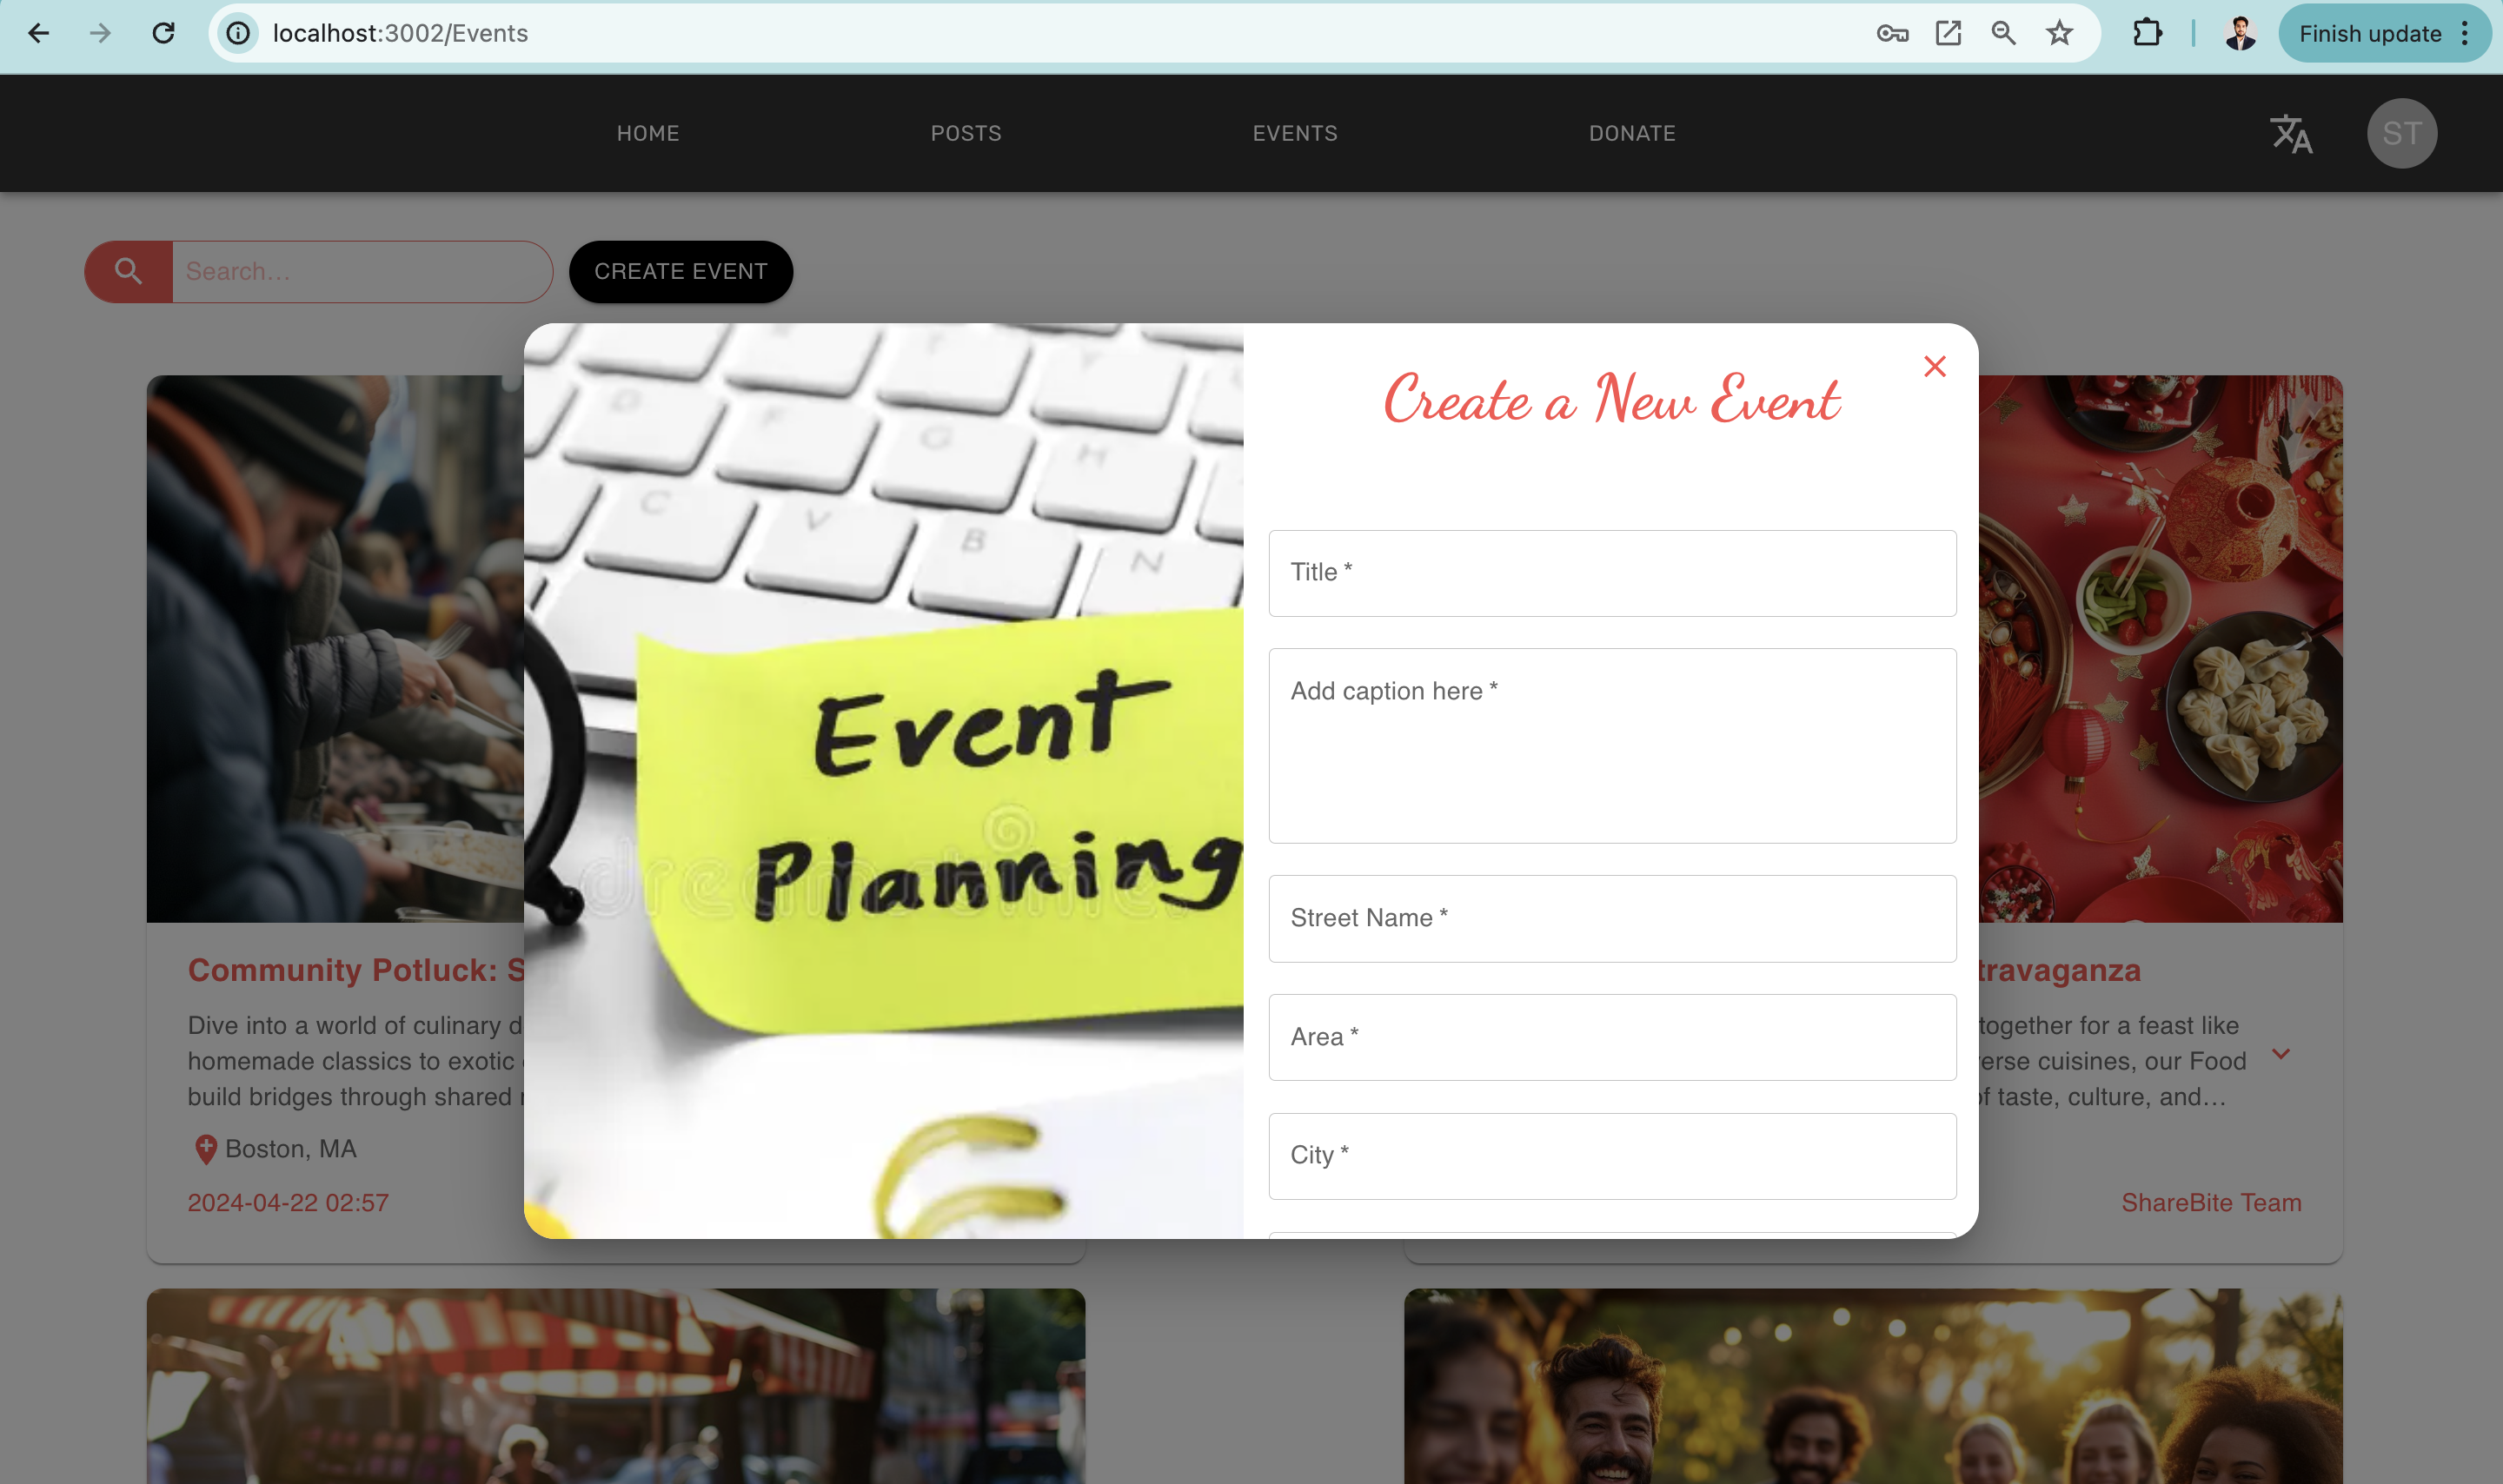 localhost:3002/Events
Finish update
HOME
POSTS
EVENTS
DONATE
ST
Search...
CREATE EVENT
D
F
G
H
C
V
B
N
Event
Planning
dreamstime
Create a New Event
Title *
Add caption here *
Street Name *
Area *
City *
Community Potluck: S
Dive into a world of culinary d
homemade classics to exotic
build bridges through shared
Boston, MA
2024-04-22 02:57
travaganza
together for a feast like
erse cuisines, our Food
of taste, culture, and...
ShareBite Team